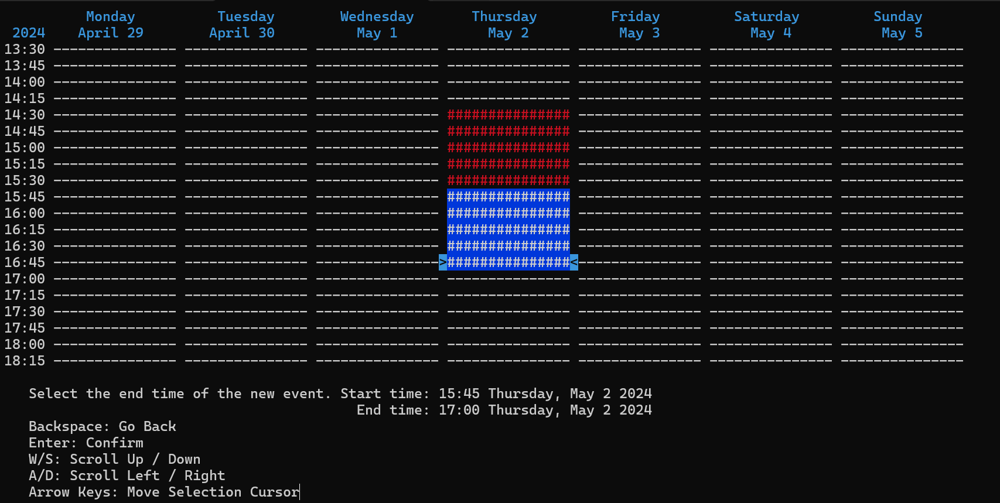 Monday Tuesday Wednesday Thursday Friday Saturday Sunday
2024 April 29 April 30 May 1 May 2 May 3 May 4 May 5
13:30 --------------- --------------- --------------- --------------- --------------- --------------- ---------------
13:45 --------------- --------------- --------------- --------------- --------------- --------------- ---------------
14:00 --------------- --------------- --------------- --------------- --------------- --------------- ---------------
14:15 --------------- --------------- --------------- --------------- --------------- --------------- ---------------
14:30 --------------- --------------- --------------- ############### --------------- --------------- ---------------
14:45 --------------- --------------- --------------- ############### --------------- --------------- ---------------
15:00 --------------- --------------- --------------- ############### --------------- --------------- ---------------
15:15 --------------- --------------- --------------- ############### --------------- --------------- ---------------
15:30 --------------- --------------- --------------- ############### --------------- --------------- ---------------
15:45 --------------- --------------- --------------- ############### --------------- --------------- ---------------
16:00 --------------- --------------- --------------- ############### --------------- --------------- ---------------
16:15 --------------- --------------- --------------- ############### --------------- --------------- ---------------
16:30 --------------- --------------- --------------- ############### --------------- --------------- ---------------
16:45 --------------- --------------- --------------->###############<--------------- --------------- ---------------
17:00 --------------- --------------- --------------- --------------- --------------- --------------- ---------------
17:15 --------------- --------------- --------------- --------------- --------------- --------------- ---------------
17:30 --------------- --------------- --------------- --------------- --------------- --------------- ---------------
17:45 --------------- --------------- --------------- --------------- --------------- --------------- ---------------
18:00 --------------- --------------- --------------- --------------- --------------- --------------- ---------------
18:15 --------------- --------------- --------------- --------------- --------------- --------------- ---------------
Select the end time of the new event. Start time: 15:45 Thursday, May 2 2024
End time: 17:00 Thursday, May 2 2024
Backspace: Go Back
Enter: Confirm
W/S: Scroll Up / Down
A/D: Scroll Left / Right
Arrow Keys: Move Selection Cursor